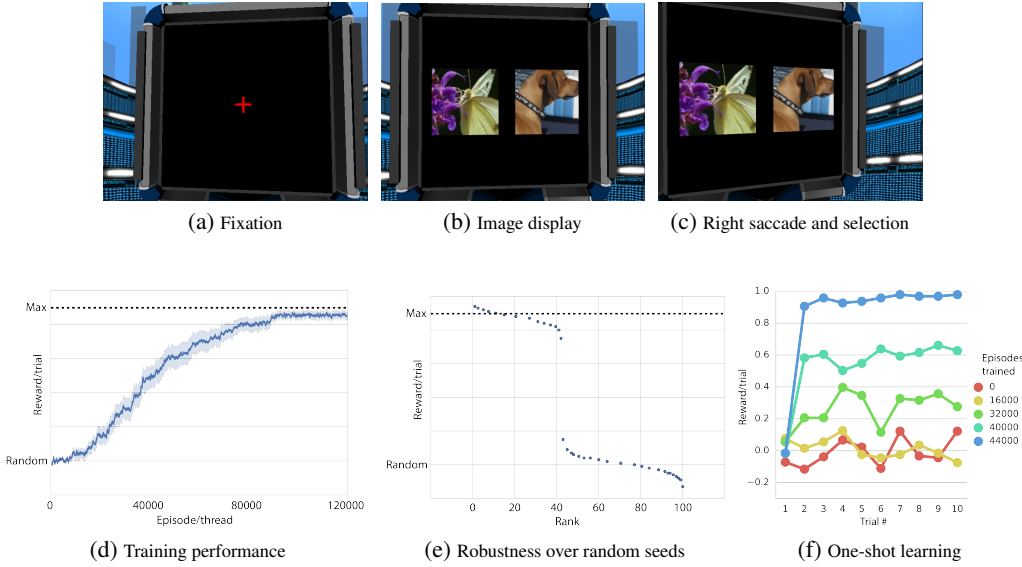 (a) Fixation
(b) Image display
(c) Right saccade and selection
Max
Random
Reward/trial
0
40000
80000
120000
Episode/thread
(d) Training performance
Max
Random
Reward/trial
0
20
40
60
80
100
Rank
(e) Robustness over random seeds
1.0
0.8
0.6
0.4
0.2
0.0
−0.2
Reward/trial
1 2 3 4 5 6 7 8 9 10
Trial #
Episodes
trained
0
16000
32000
40000
44000
(f) One-shot learning